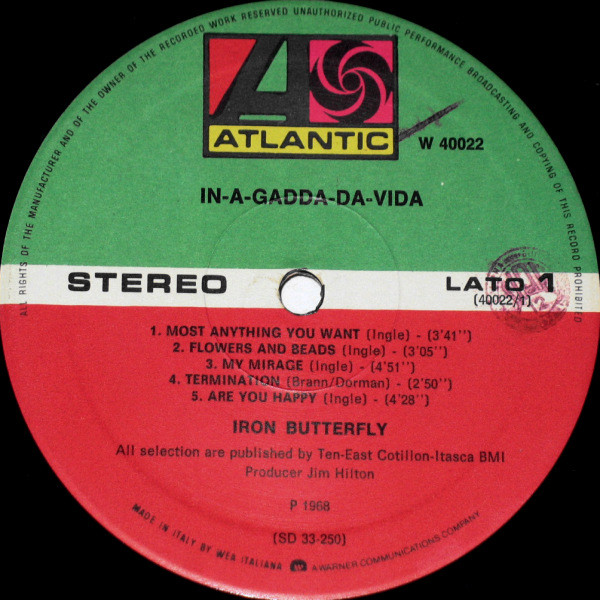 ALL RIGHTS OF THE MANUFACTURER AND OF THE OWNER OF THE RECORDED WORK RESERVED UNAUTHORIZED PUBLIC PERFORMANCE BROADCASTING AND COPYING OF THIS RECORD PROHIBITED
A
ATLANTIC
W 40022
IN-A-GADDA-DA-VIDA
STEREO
LATO 1
(40022/1)
1. MOST ANYTHING YOU WANT (Ingle) - (3'41'')
2. FLOWERS AND BEADS (Ingle) - (3'05'')
3. MY MIRAGE (Ingle) - (4'51'')
4. TERMINATION (Brann/Dorman) - (2'50'')
5. ARE YOU HAPPY (Ingle) - (4'28'')
IRON BUTTERFLY
All selection are published by Ten-East Cotillon-Itasca BMI
Producer Jim Hilton
P 1968
(SD 33-250)
MADE IN ITALY BY WEA ITALIANA W A WARNER COMMUNICATIONS COMPANY